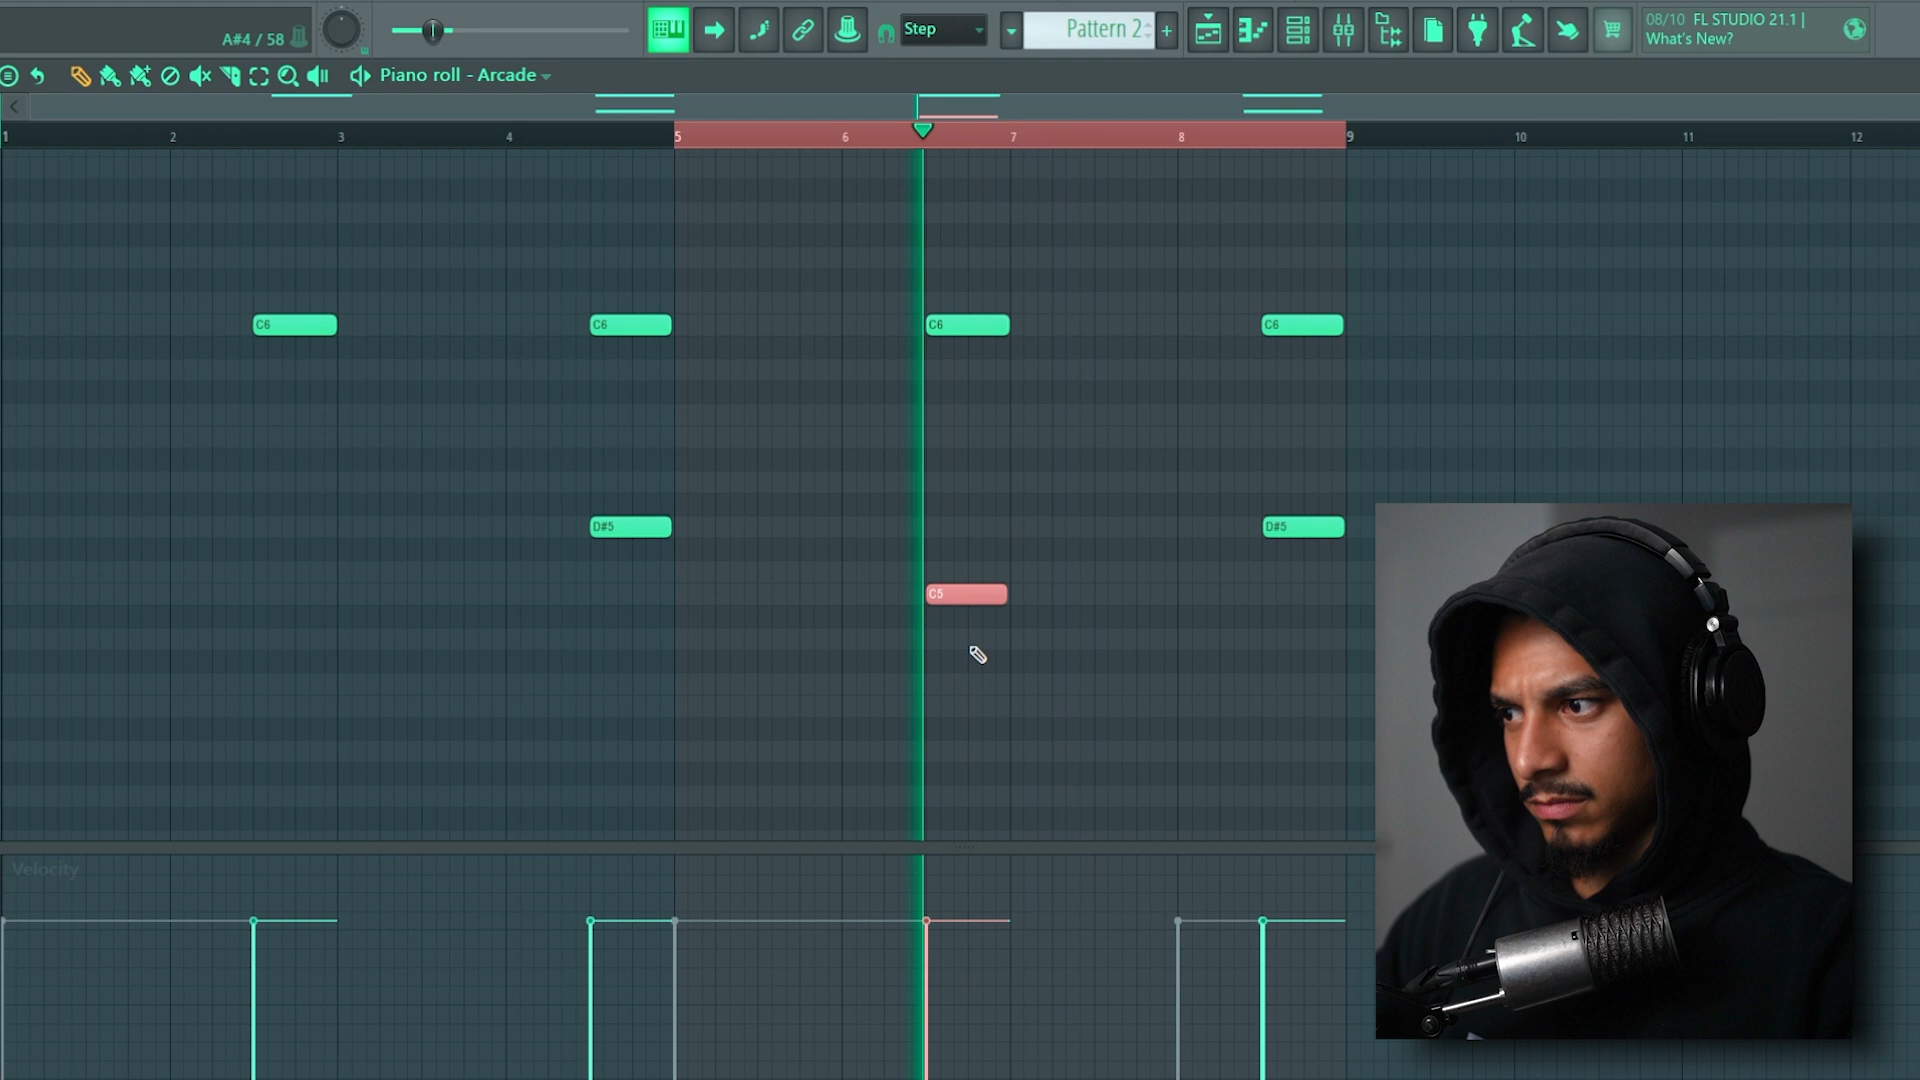 A#4 / 58
Step
Pattern 2
08/10 FL STUDIO 21.1 |
What's New?
Piano roll - Arcade
1 2 3 4 5 6 7 8 9 10 11 12
C6 C6 C6 C6
D#5 D#5
C5
Velocity